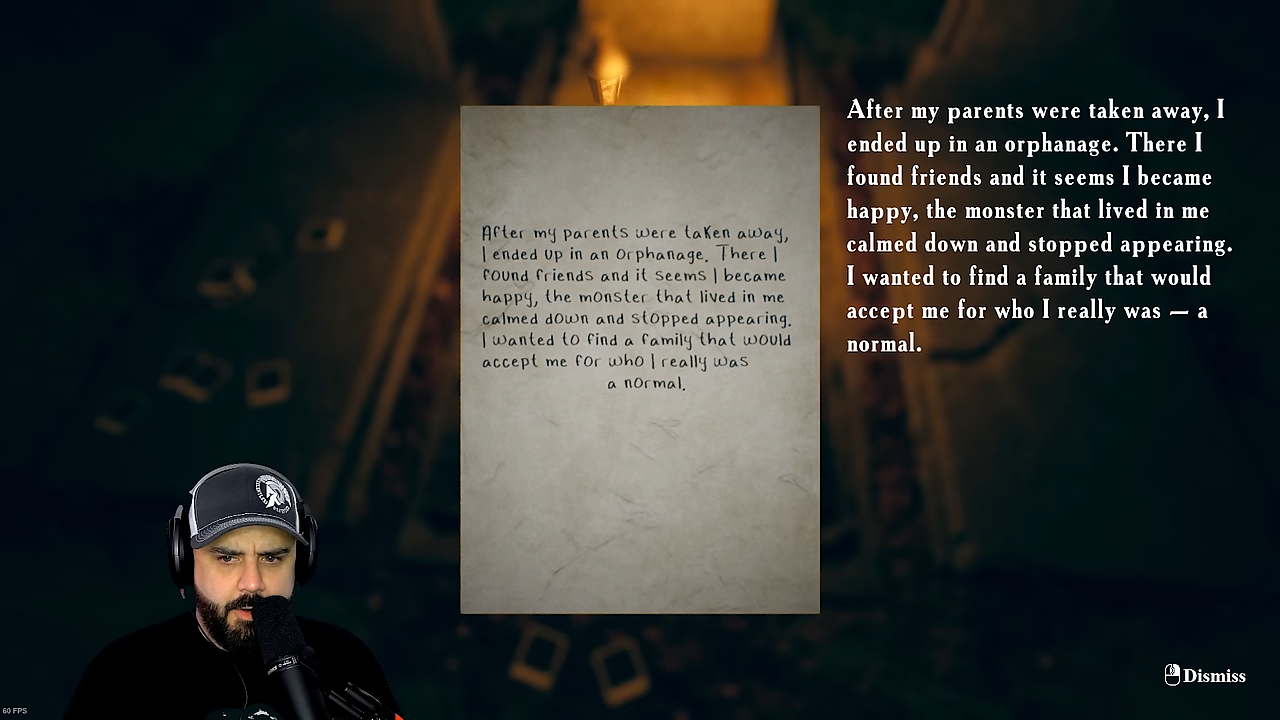 After my parents were taken away,
I ended up in an orphanage. There I
found friends and it seems I became
happy, the monster that lived in me
calmed down and stopped appearing.
I wanted to find a family that would
accept me for who I really was
a normal.
After my parents were taken away, I
ended up in an orphanage. There I
found friends and it seems I became
happy, the monster that lived in me
calmed down and stopped appearing.
I wanted to find a family that would
accept me for who I really was — a
normal.
Dismiss
60 FPS